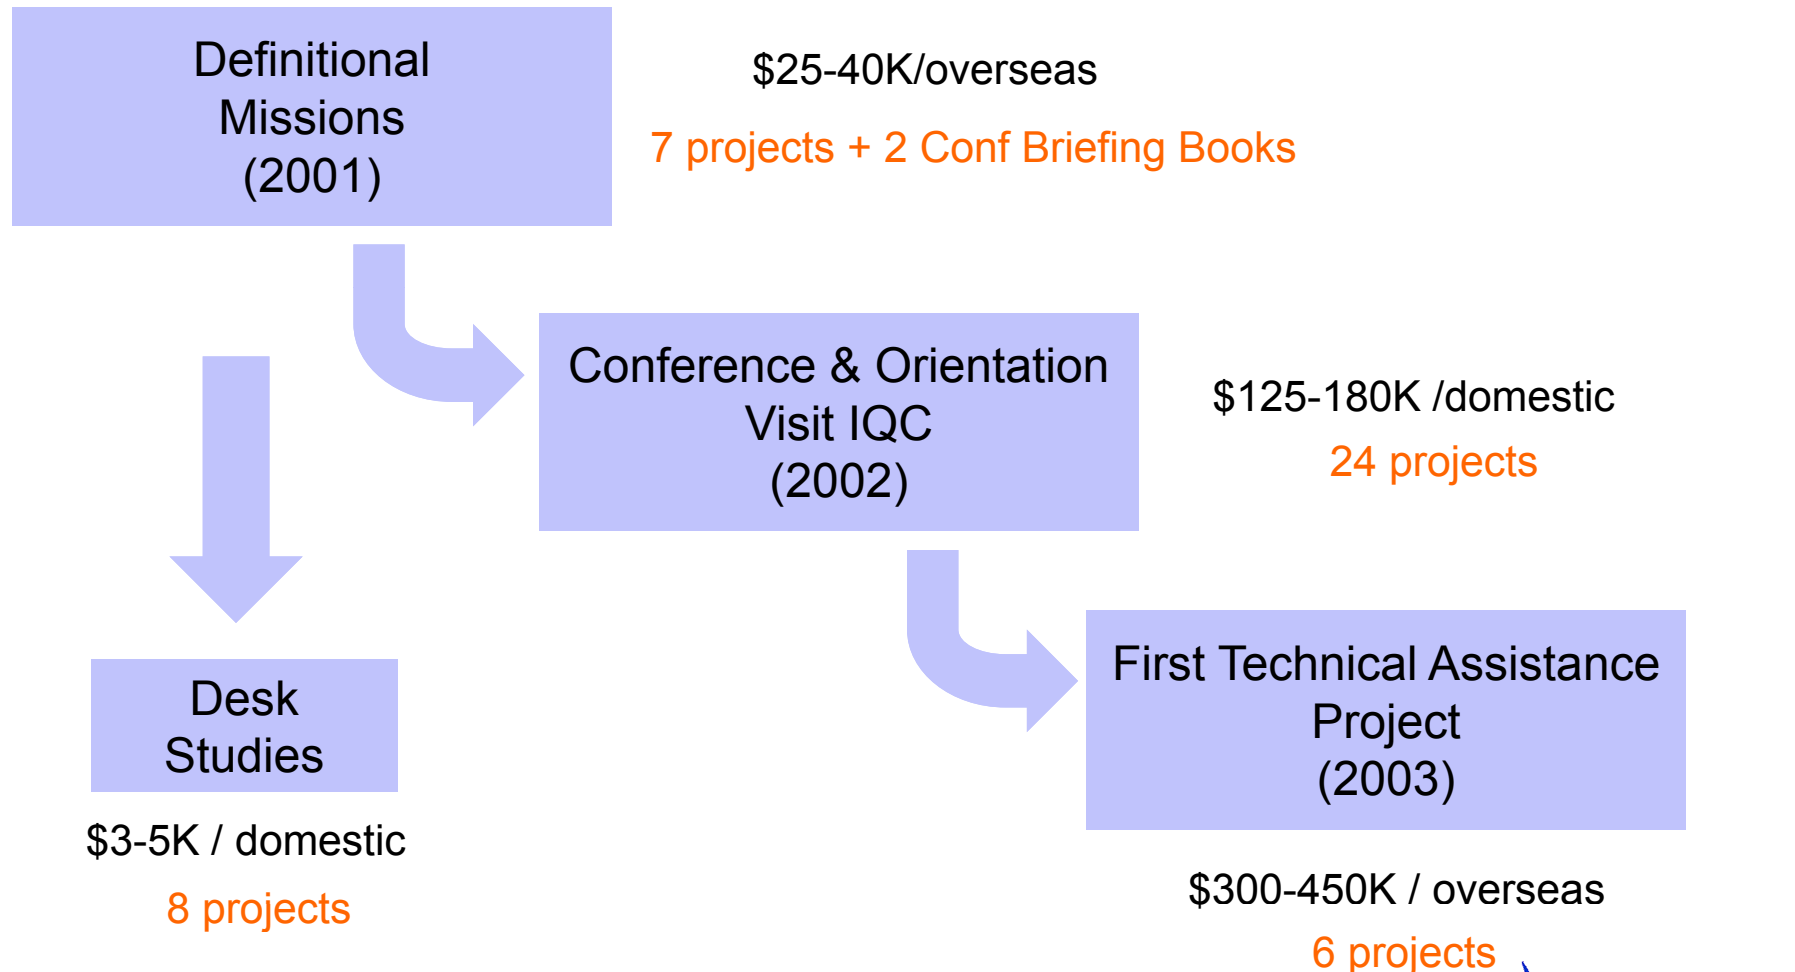 Definitional
Missions
(2001)
$25-40K/overseas
7 projects + 2 Conf Briefing Books
Conference & Orientation
Visit IQC
(2002)
$125-180K /domestic
24 projects
First Technical Assistance
Project
(2003)
$300-450K / overseas
6 projects
Desk
Studies
$3-5K / domestic
8 projects